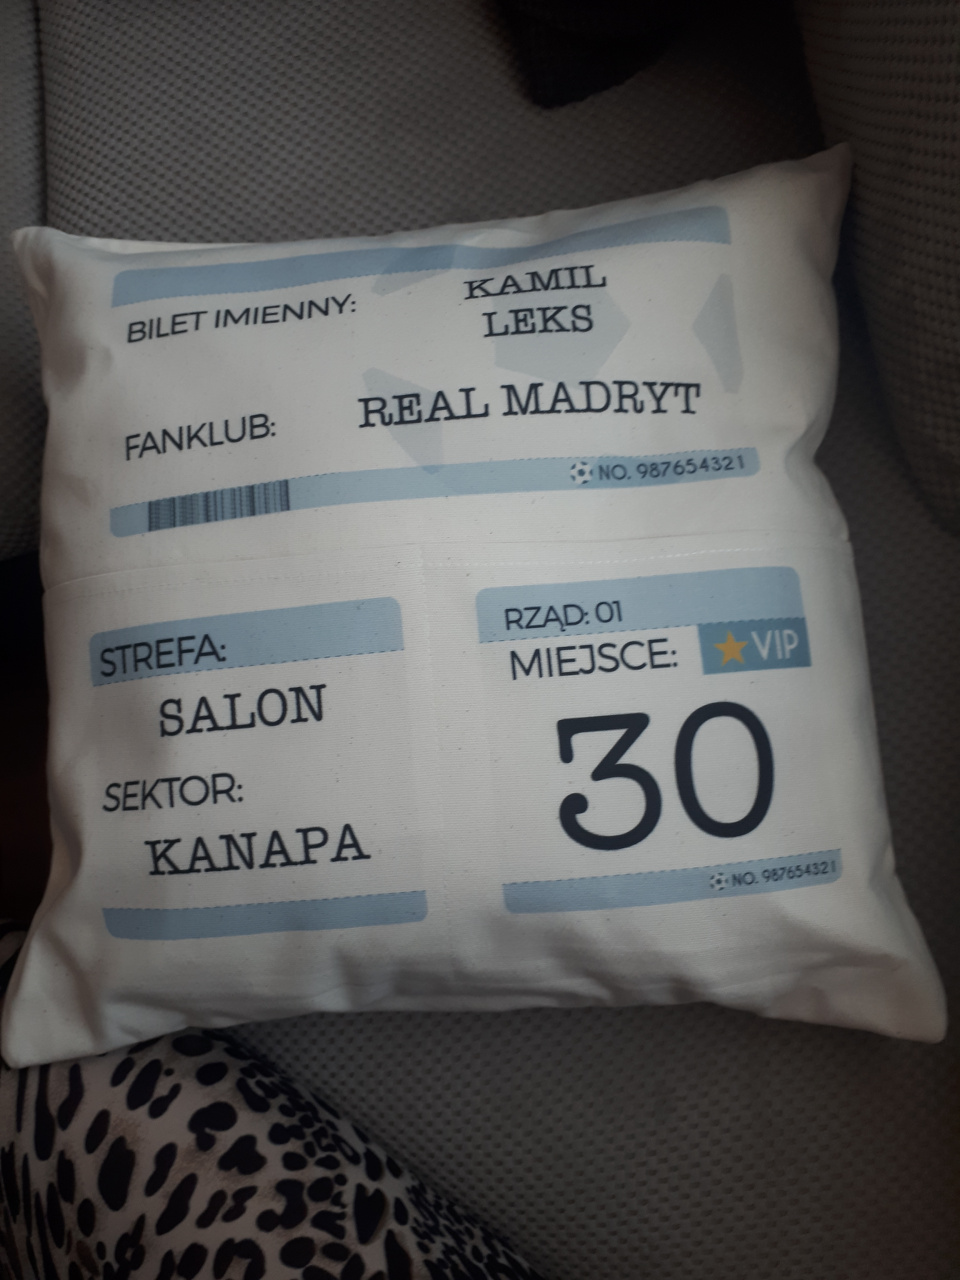 BILET IMIENNY: KAMIL
LEKS
FANKLUB: REAL MADRYT
NO. 987654321
STREFA:
SALON
SEKTOR:
KANAPA
RZĄD: 01
MIEJSCE: VIP
30
NO. 987654321